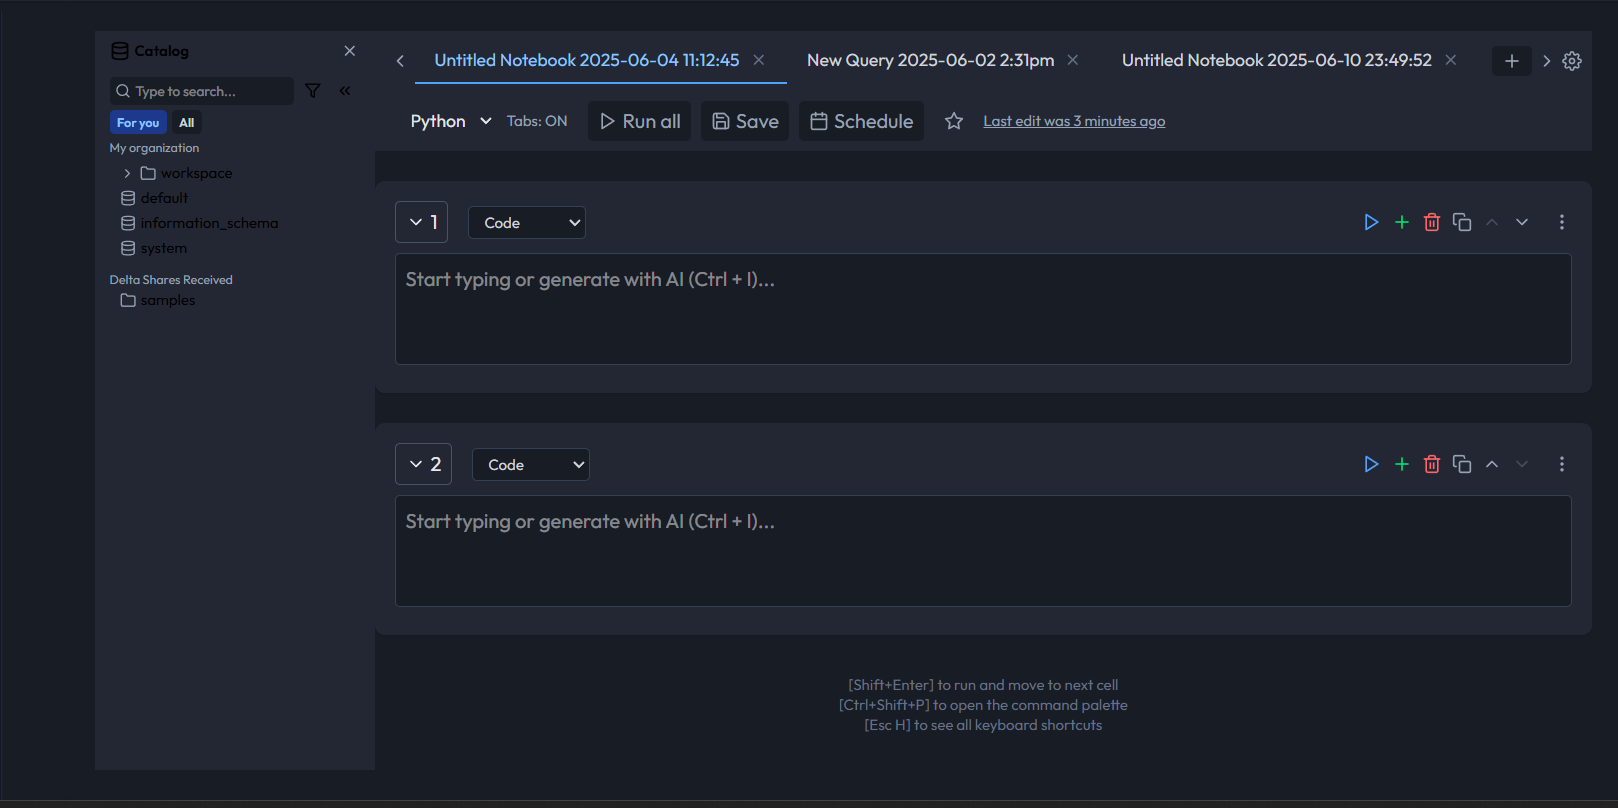 Catalog
Type to search...
For you All
My organization
workspace
default
information_schema
system
Delta Shares Received
samples
Untitled Notebook 2025-06-04 11:12:45 New Query 2025-06-02 2:31pm Untitled Notebook 2025-06-10 23:49:52
Python Tabs: ON Run all Save Schedule Last edit was 3 minutes ago
1 Code
Start typing or generate with AI (Ctrl + I)...
2 Code
Start typing or generate with AI (Ctrl + I)...
[Shift+Enter] to run and move to next cell
[Ctrl+Shift+P] to open the command palette
[Esc H] to see all keyboard shortcuts